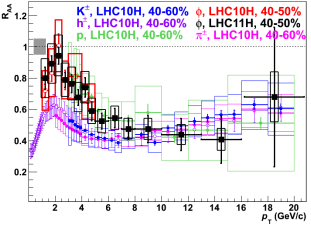 K±, LHC10H, 40-60% φ, LHC10H, 40-50%
h±, LHC10H, 40-60% φ, LHC11H, 40-50%
p, LHC10H, 40-60% π±, LHC10H, 40-60%
R_AA
1.2
1
0.8
0.6
0.4
0.2
0 2 4 6 8 10 12 14 16 18 20
p_T (GeV/c)